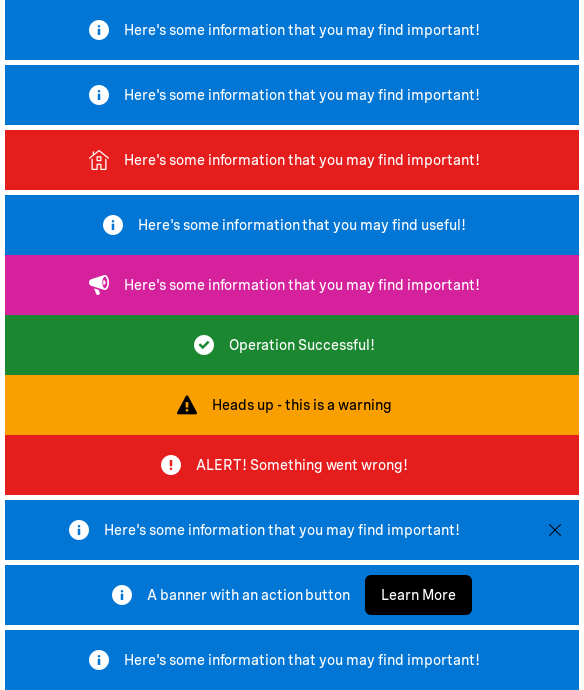 Here's some information that you may find important!
Here's some information that you may find important!
Here's some information that you may find important!
Here's some information that you may find useful!
Here's some information that you may find important!
Operation Successful!
Heads up - this is a warning
ALERT! Something went wrong!
Here's some information that you may find important!
A banner with an action button Learn More
Here's some information that you may find important!